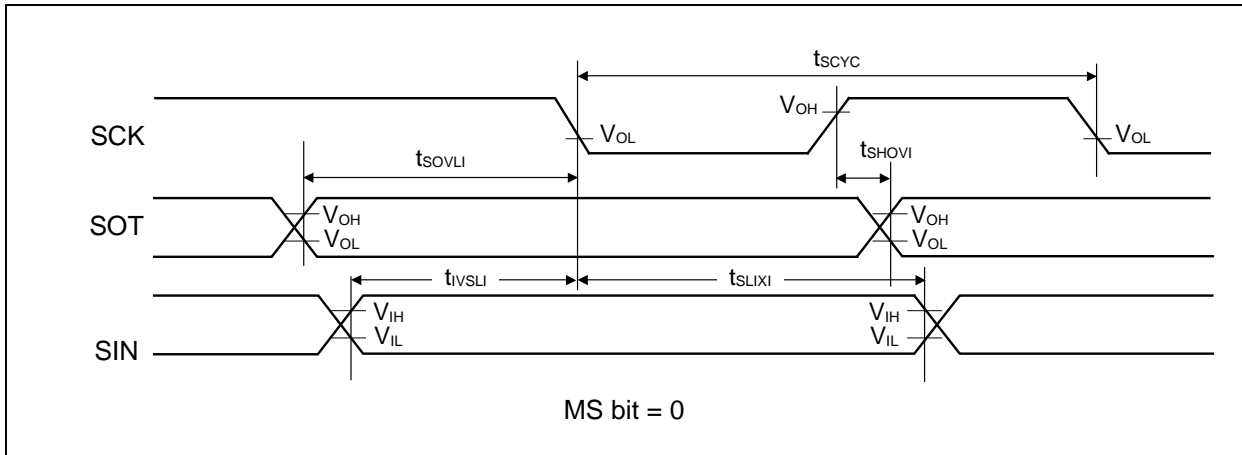 tSCYC
SCK
VOL
VOH
VOL
tSOVLI
tSHOVI
SOT
VOH
VOL
VOH
VOL
tIVSLI
tSLIXI
SIN
VIH
VIL
VIH
VIL
MS bit = 0